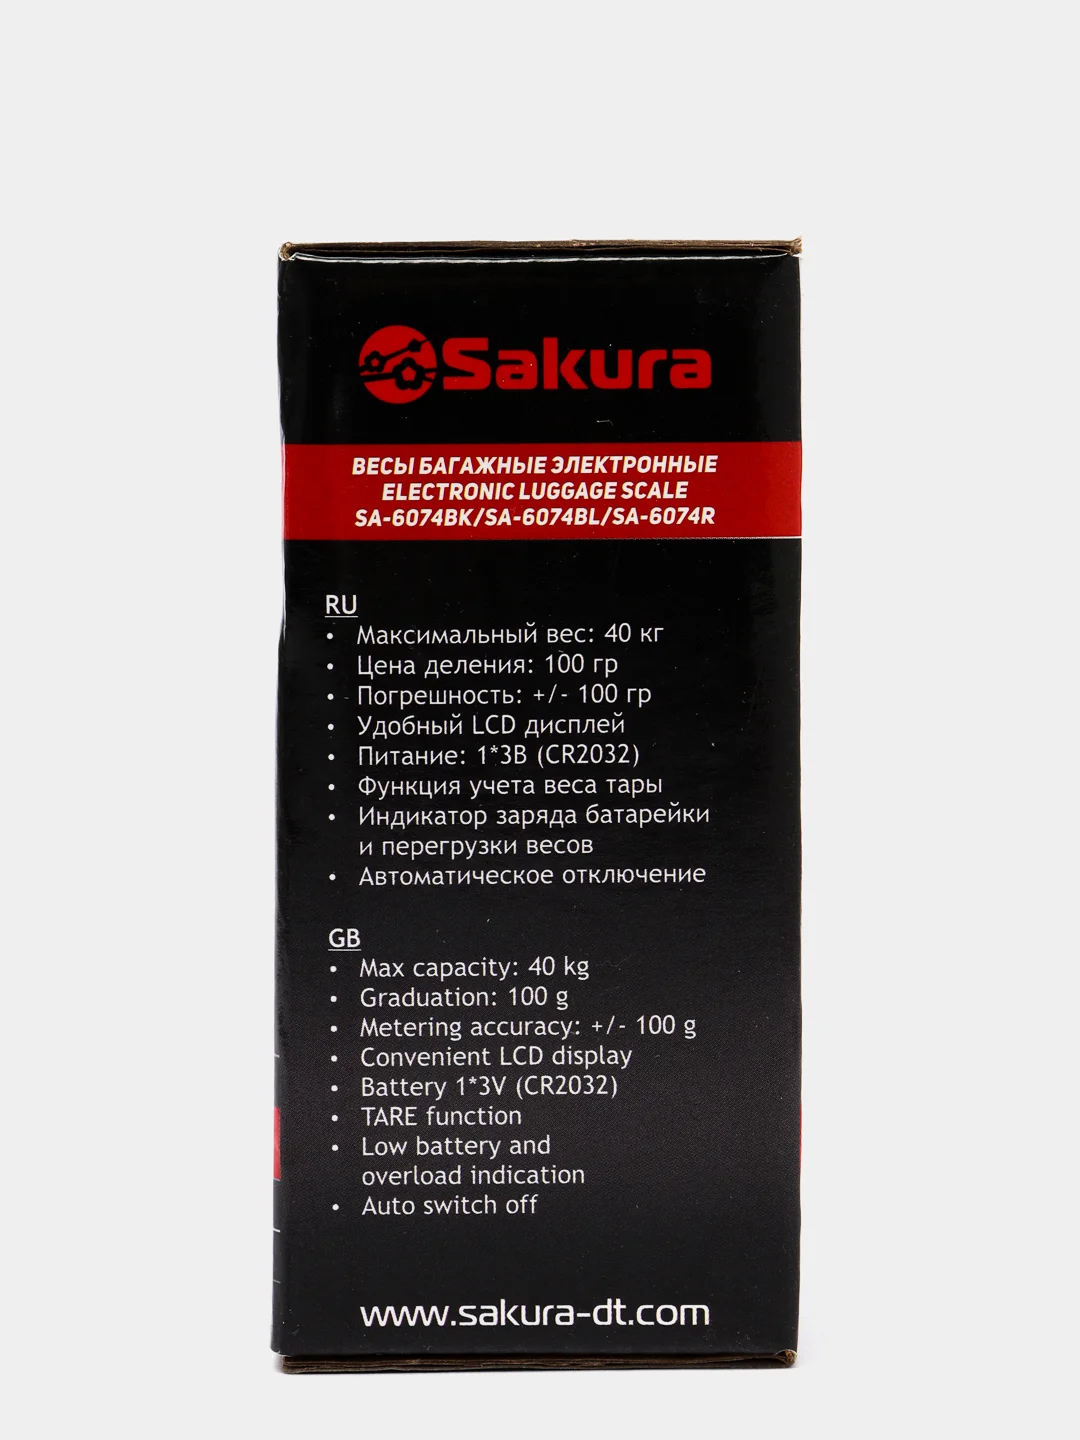 Sakura
ВЕСЫ БАГАЖНЫЕ ЭЛЕКТРОННЫЕ
ELECTRONIC LUGGAGE SCALE
SA-6074BK/SA-6074BL/SA-6074R
RU
• Максимальный вес: 40 кг
• Цена деления: 100 гр
• Погрешность: +/- 100 гр
• Удобный LCD дисплей
• Питание: 1*3В (CR2032)
• Функция учета веса тары
• Индикатор заряда батарейки
и перегрузки весов
• Автоматическое отключение
GB
• Max capacity: 40 kg
• Graduation: 100 g
• Metering accuracy: +/- 100 g
• Convenient LCD display
• Battery 1*3V (CR2032)
• TARE function
• Low battery and
overload indication
• Auto switch off
www.sakura-dt.com